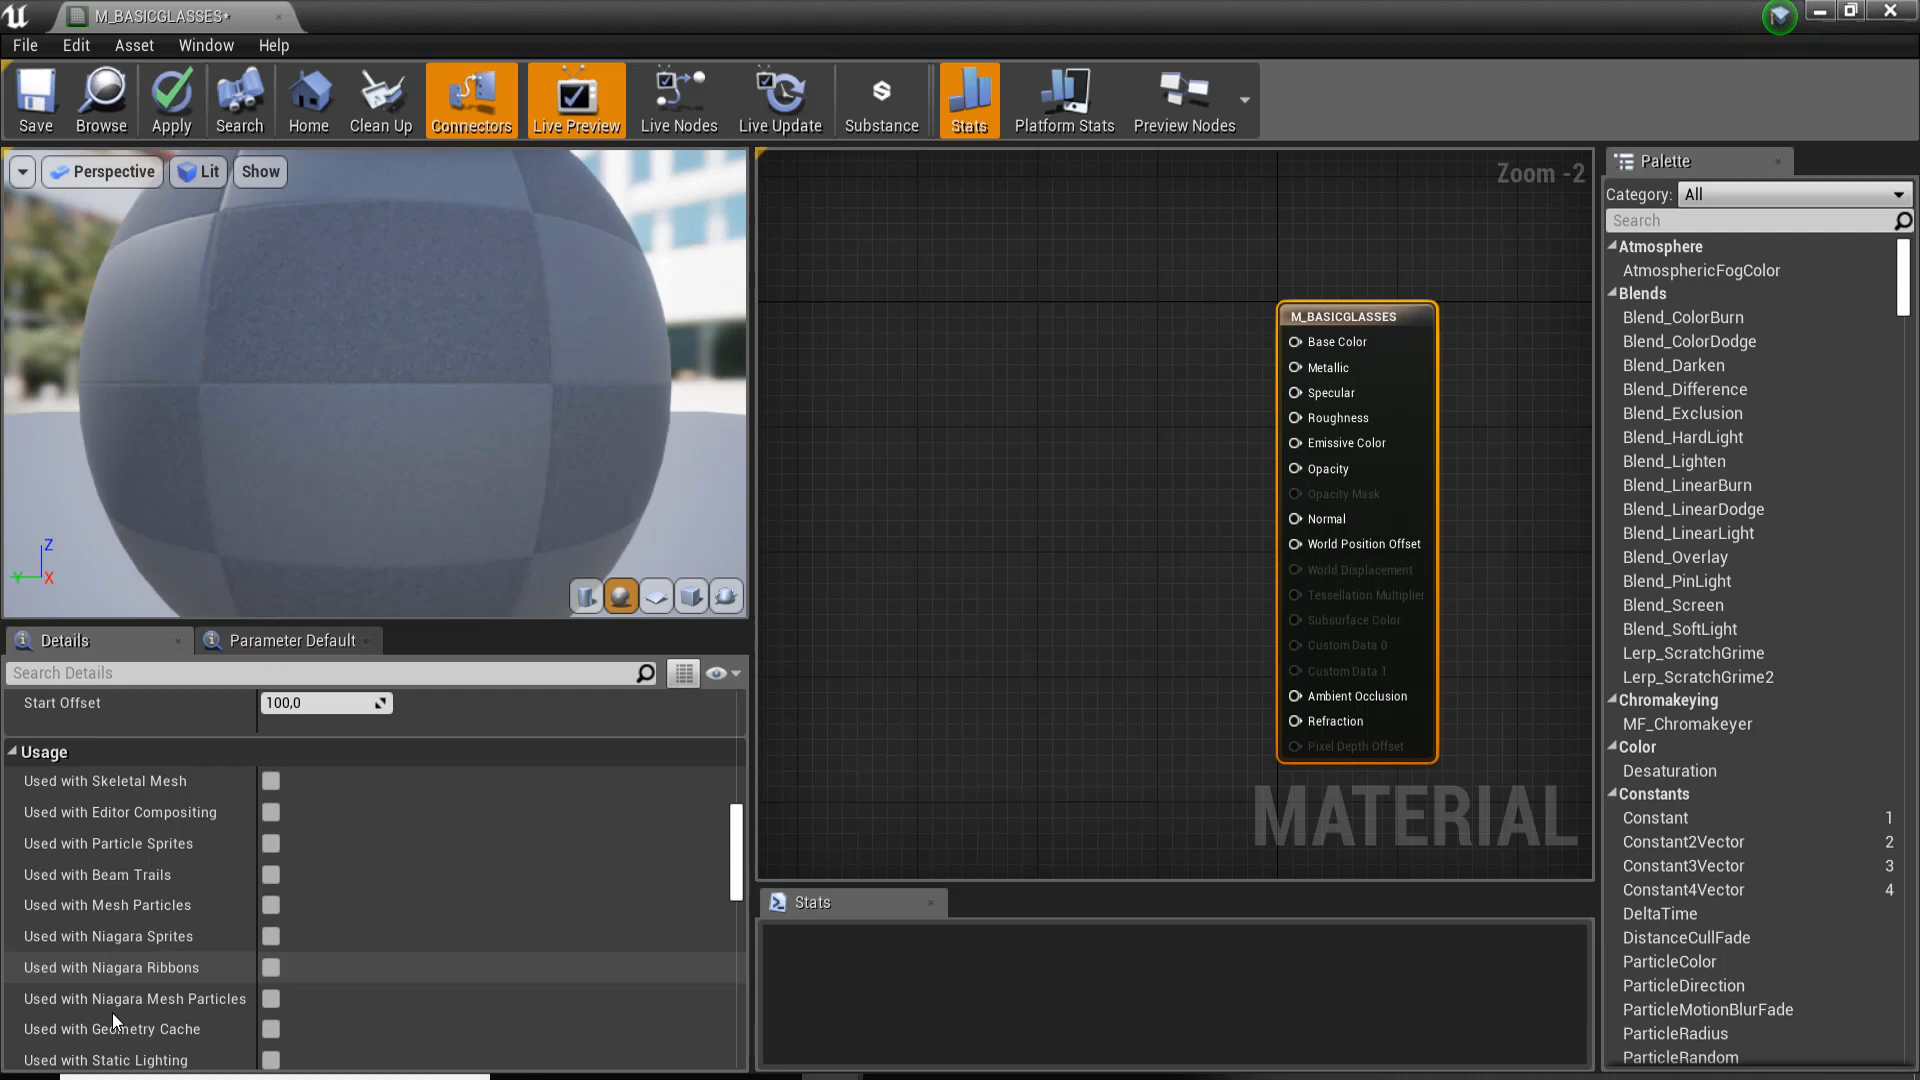 M_BASICGLASSES*
File Edit Asset Window Help
Save Browse Apply Search Home Clean Up Connectors Live Preview Live Nodes Live Update Substance Stats Platform Stats Preview Nodes
Perspective Lit Show
Z
Y X
Details Parameter Default
Search Details
Start Offset 100,0
Usage
Used with Skeletal Mesh
Used with Editor Compositing
Used with Particle Sprites
Used with Beam Trails
Used with Mesh Particles
Used with Niagara Sprites
Used with Niagara Ribbons
Used with Niagara Mesh Particles
Used with Geometry Cache
Used with Static Lighting
Zoom -2
M_BASICGLASSES
Base Color
Metallic
Specular
Roughness
Emissive Color
Opacity
Opacity Mask
Normal
World Position Offset
World Displacement
Tessellation Multiplier
Subsurface Color
Custom Data 0
Custom Data 1
Ambient Occlusion
Refraction
Pixel Depth Offset
MATERIAL
Stats
Palette
Category: All
Search
Atmosphere
AtmosphericFogColor
Blends
Blend_ColorBurn
Blend_ColorDodge
Blend_Darken
Blend_Difference
Blend_Exclusion
Blend_HardLight
Blend_Lighten
Blend_LinearBurn
Blend_LinearDodge
Blend_LinearLight
Blend_Overlay
Blend_PinLight
Blend_Screen
Blend_SoftLight
Lerp_ScratchGrime
Lerp_ScratchGrime2
Chromakeying
MF_Chromakeyer
Color
Desaturation
Constants
Constant 1
Constant2Vector 2
Constant3Vector 3
Constant4Vector 4
DeltaTime
DistanceCullFade
ParticleColor
ParticleDirection
ParticleMotionBlurFade
ParticleRadius
ParticleRandom